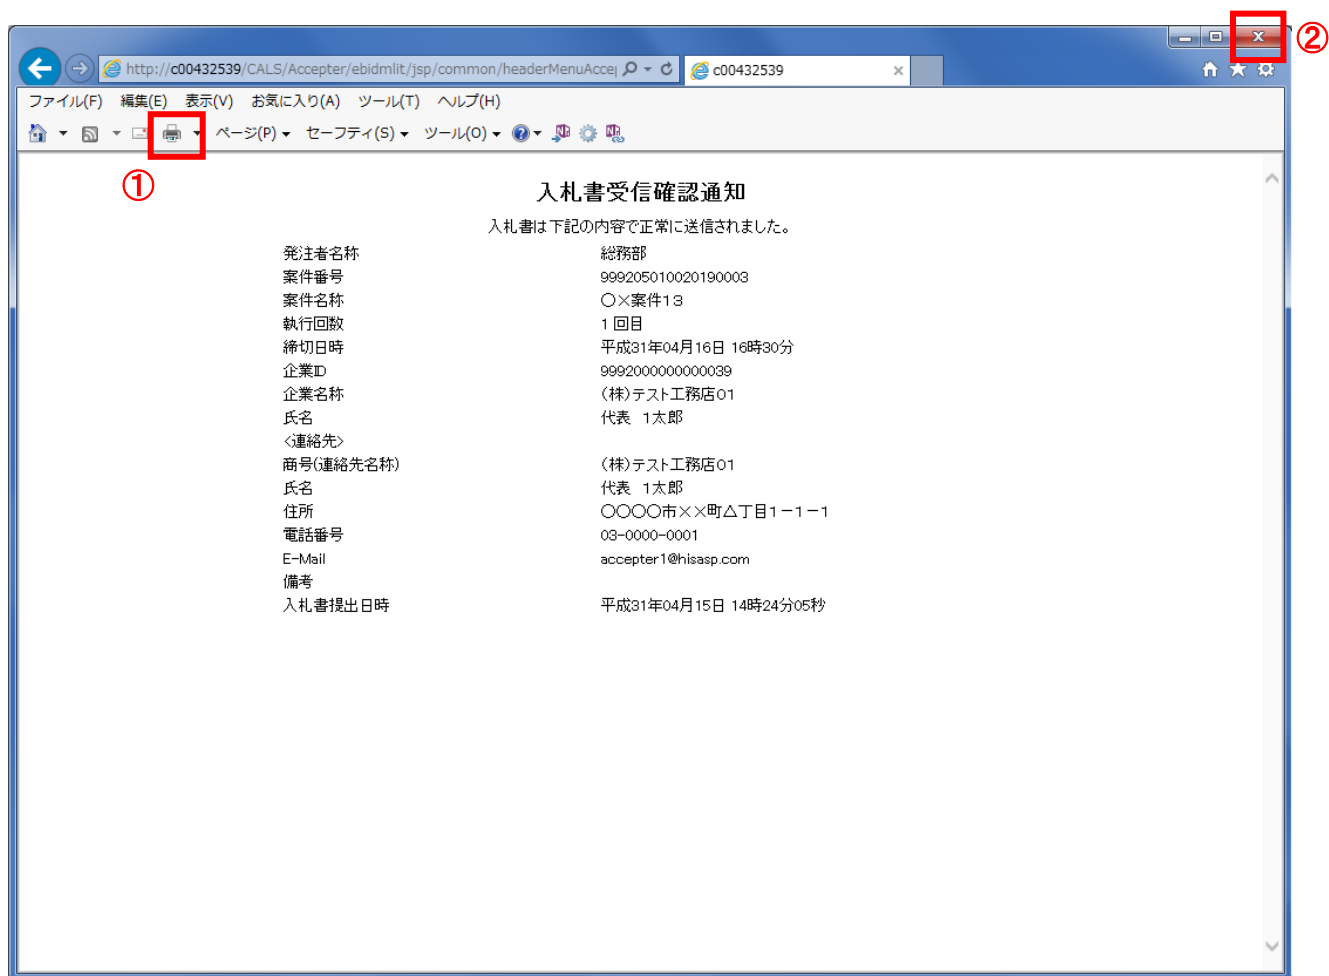 ②
http://c00432539/CALS/Accepter/ebidmlit/jsp/common/headerMenuAccep
c00432539
ファイル(F) 編集(E) 表示(V) お気に入り(A) ツール(T) ヘルプ(H)
ページ(P) セーフティ(S) ツール(O)
①
入札書受信確認通知
入札書は下記の内容で正常に送信されました。
発注者名称 総務部
案件番号 999205010020190003
案件名称 〇×案件13
執行回数 1回目
締切日時 平成31年04月16日 16時30分
企業ID 9992000000000039
企業名称 (株)テスト工務店01
氏名 代表 1太郎
<連絡先>
商号(連絡先名称) (株)テスト工務店01
氏名 代表 1太郎
住所 〇〇〇〇市××町△丁目1-1-1
電話番号 03-0000-0001
E-Mail accepter1@hisasp.com
備考
入札書提出日時 平成31年04月15日 14時24分05秒